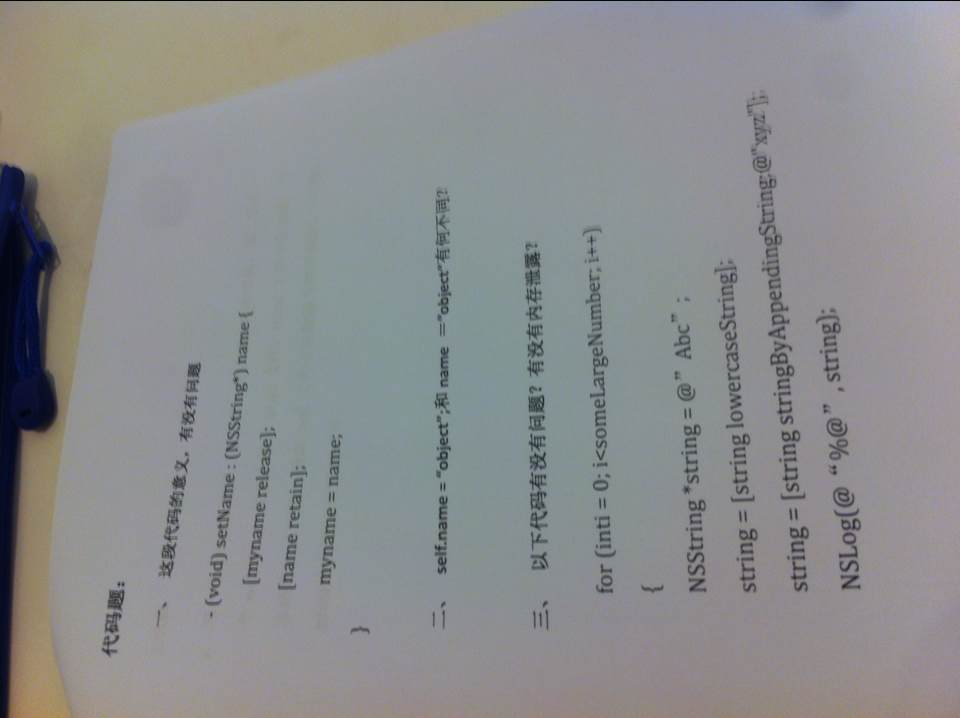 代码题：
一、 这段代码的意义，有没有问题
- (void) setName : (NSString*) name {
[myname release];
[name retain];
myname = name;
}
二、 self.name = “object”;和 name ＝“object”有何不同？
三、 以下代码有没有问题？有没有内存泄露？
for (inti = 0; i<someLargeNumber; i++)
{
NSString *string = @” Abc” ;
string = [string lowercaseString];
string = [string stringByAppendingString:@"xyz"];
NSLog(@ “%@” , string);